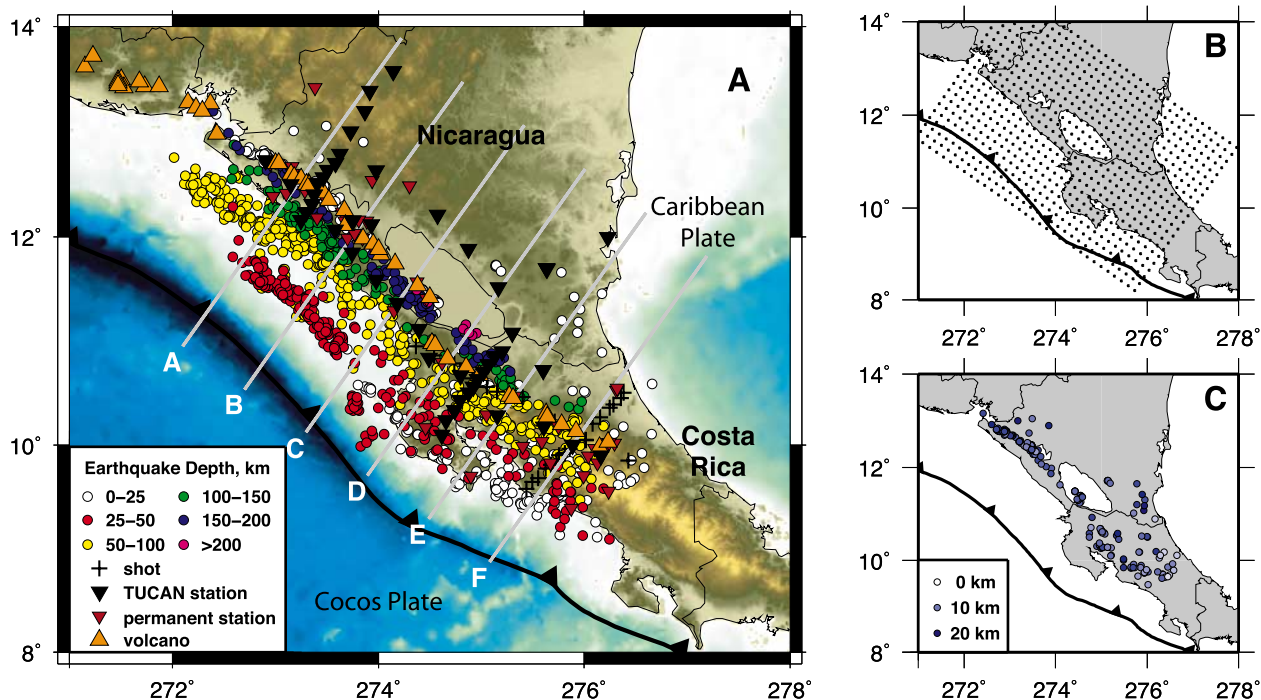 14°
12°
10°
8°
272°
274°
276°
278°
A
Nicaragua
Caribbean
Plate
Costa
Rica
A
B
C
D
E
F
Cocos Plate
Earthquake Depth, km
0–25
100–150
25–50
150–200
50–100
>200
shot
TUCAN station
permanent station
volcano
14°
12°
10°
8°
B
272°
274°
276°
278°
14°
12°
10°
8°
C
0 km
10 km
20 km
272°
274°
276°
278°